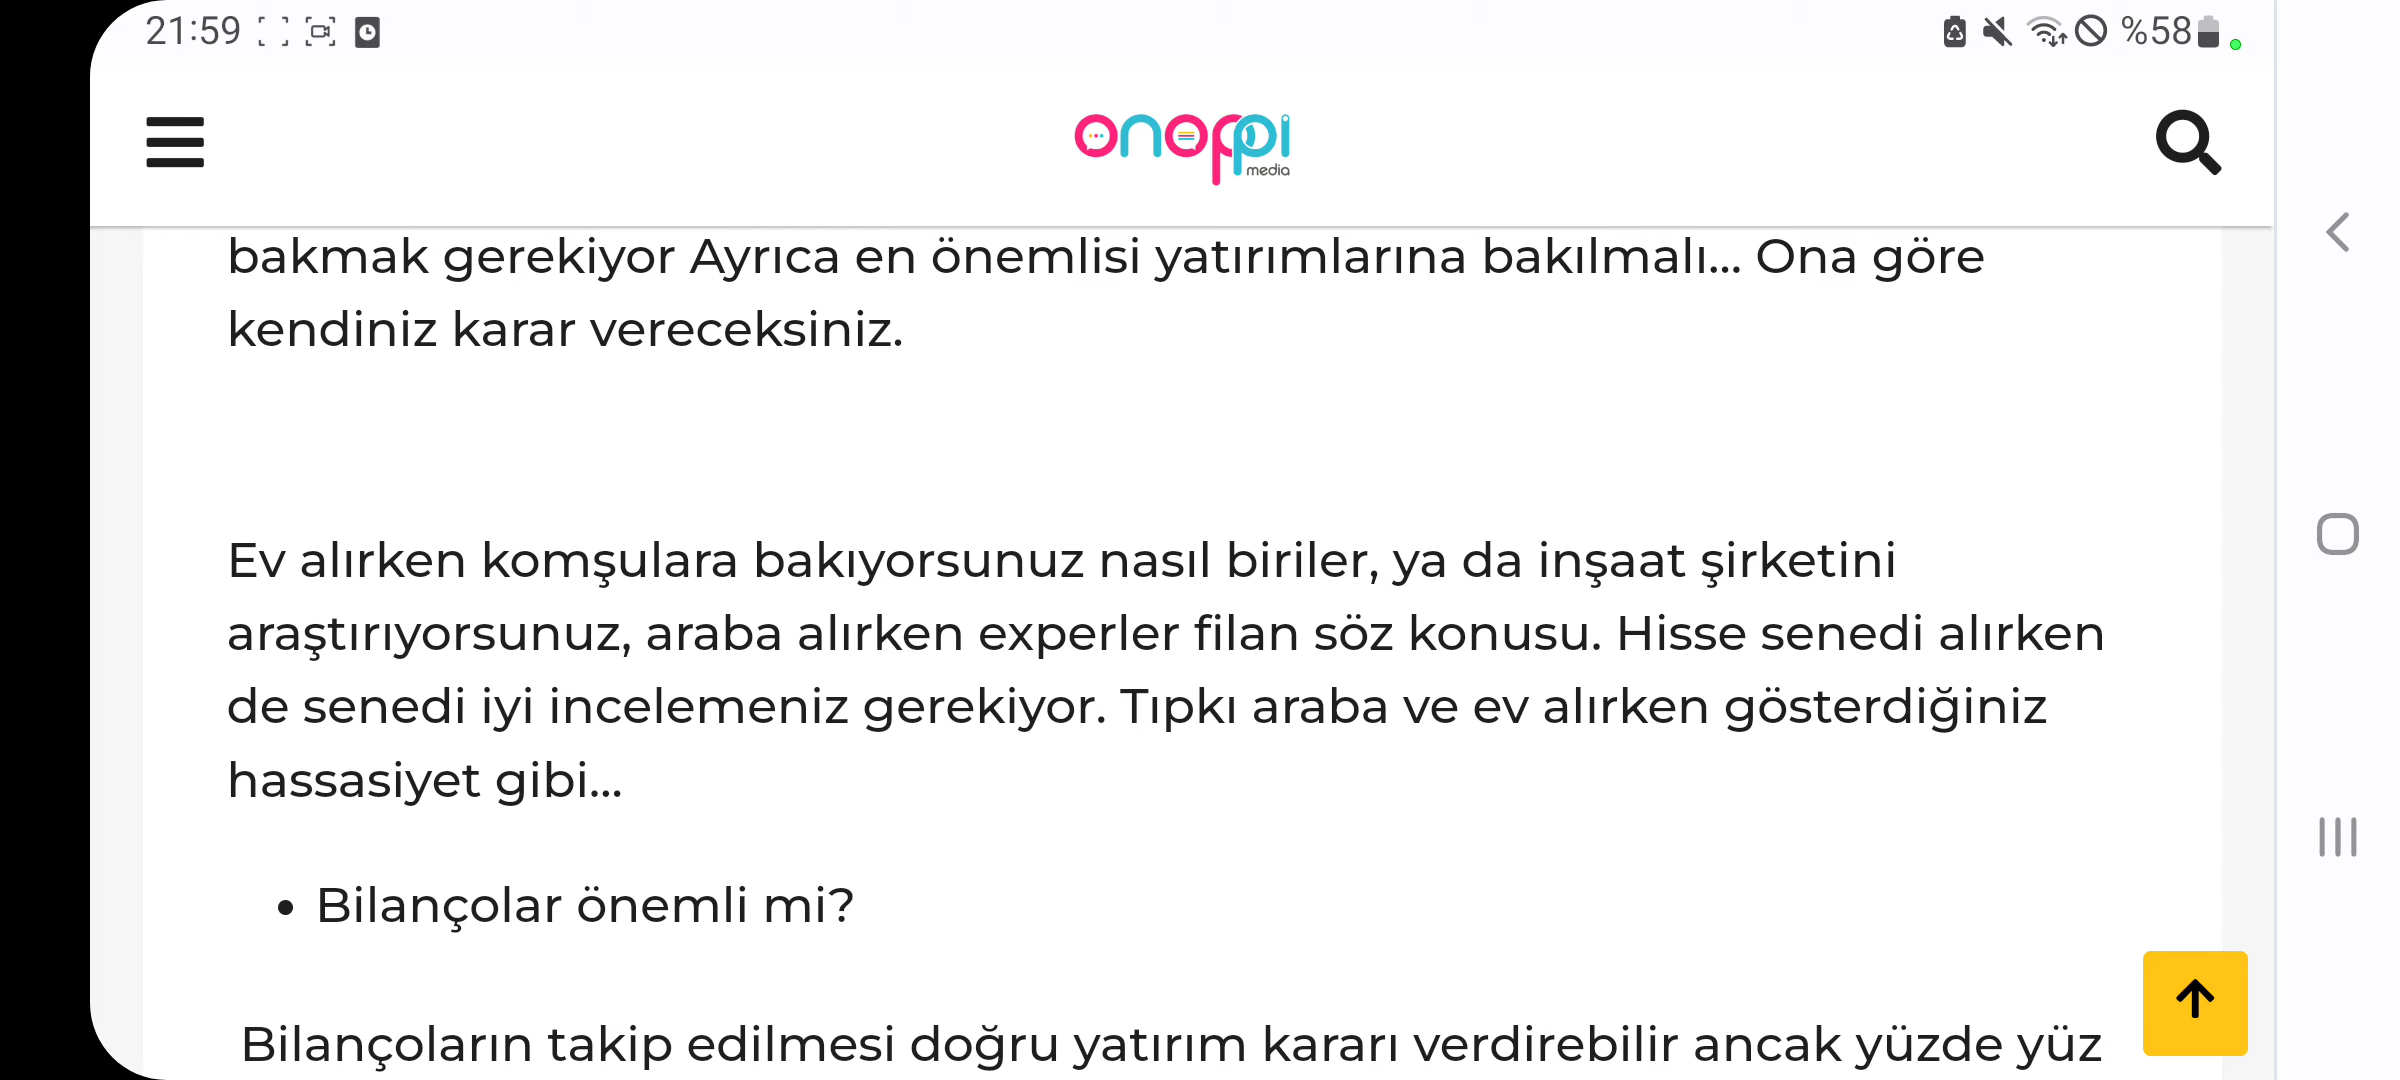 21:59
%58
onoppi
media
bakmak gerekiyor Ayrıca en önemlisi yatırımlarına bakılmalı... Ona göre
kendiniz karar vereceksiniz.
Ev alırken komşulara bakıyorsunuz nasıl biriler, ya da inşaat şirketini
araştırıyorsunuz, araba alırken experler filan söz konusu. Hisse senedi alırken
de senedi iyi incelemeniz gerekiyor. Tıpkı araba ve ev alırken gösterdiğiniz
hassasiyet gibi...
• Bilançolar önemli mi?
Bilançoların takip edilmesi doğru yatırım kararı verdirebilir ancak yüzde yüz